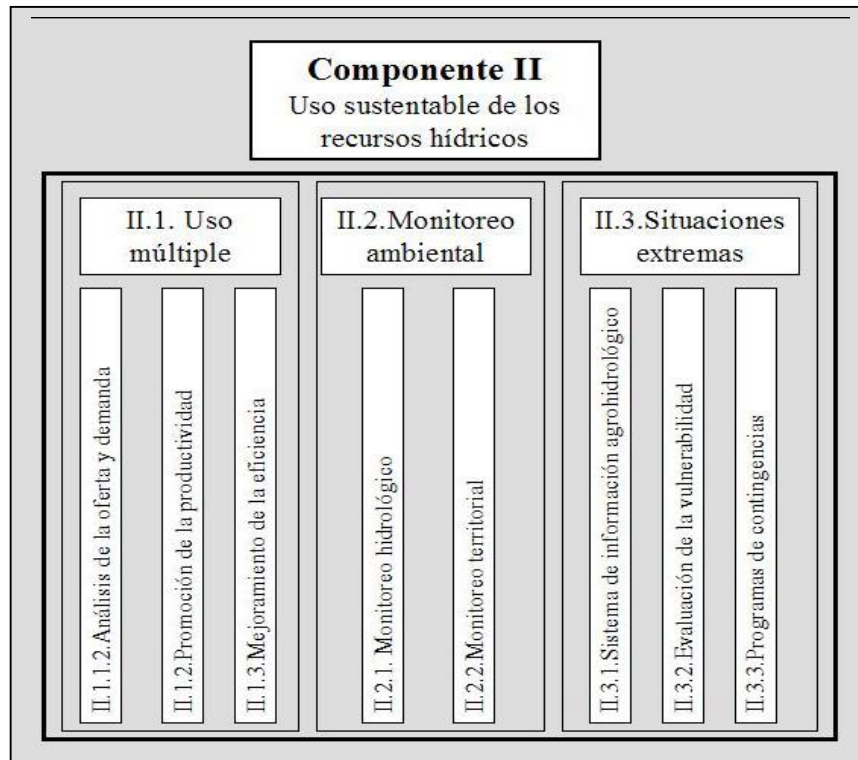 Componente II
Uso sustentable de los
recursos hídricos
II.1. Uso
múltiple
II.1.1.2.Análisis de la oferta y demanda
II.1.2.Promoción de la productividad
II.1.3.Mejoramiento de la eficiencia
II.2.Monitoreo
ambiental
II.2.1. Monitoreo hidrológico
II.2.2.Monitoreo territorial
II.3.Situaciones
extremas
II.3.1.Sistema de información agrohidrológico
II.3.2.Evaluación de la vulnerabilidad
II.3.3.Programas de contingencias